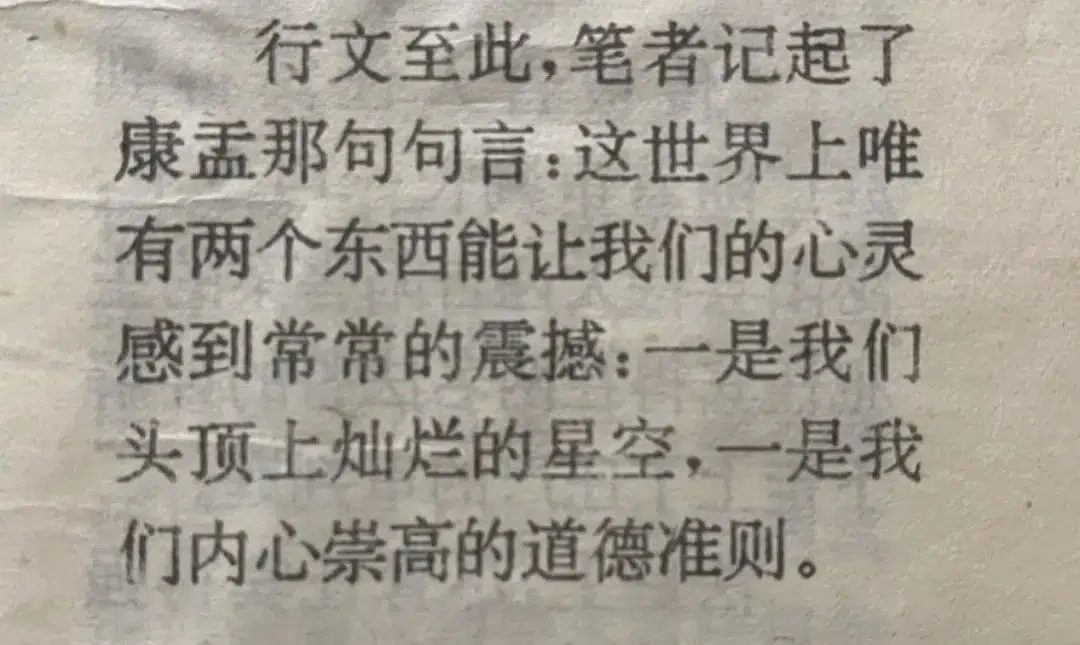 行文至此，笔者记起了
康孟那句句言：这世界上唯
有两个东西能让我们的心灵
感到常常的震撼：一是我们
头顶上灿烂的星空，一是我
们内心崇高的道德准则。